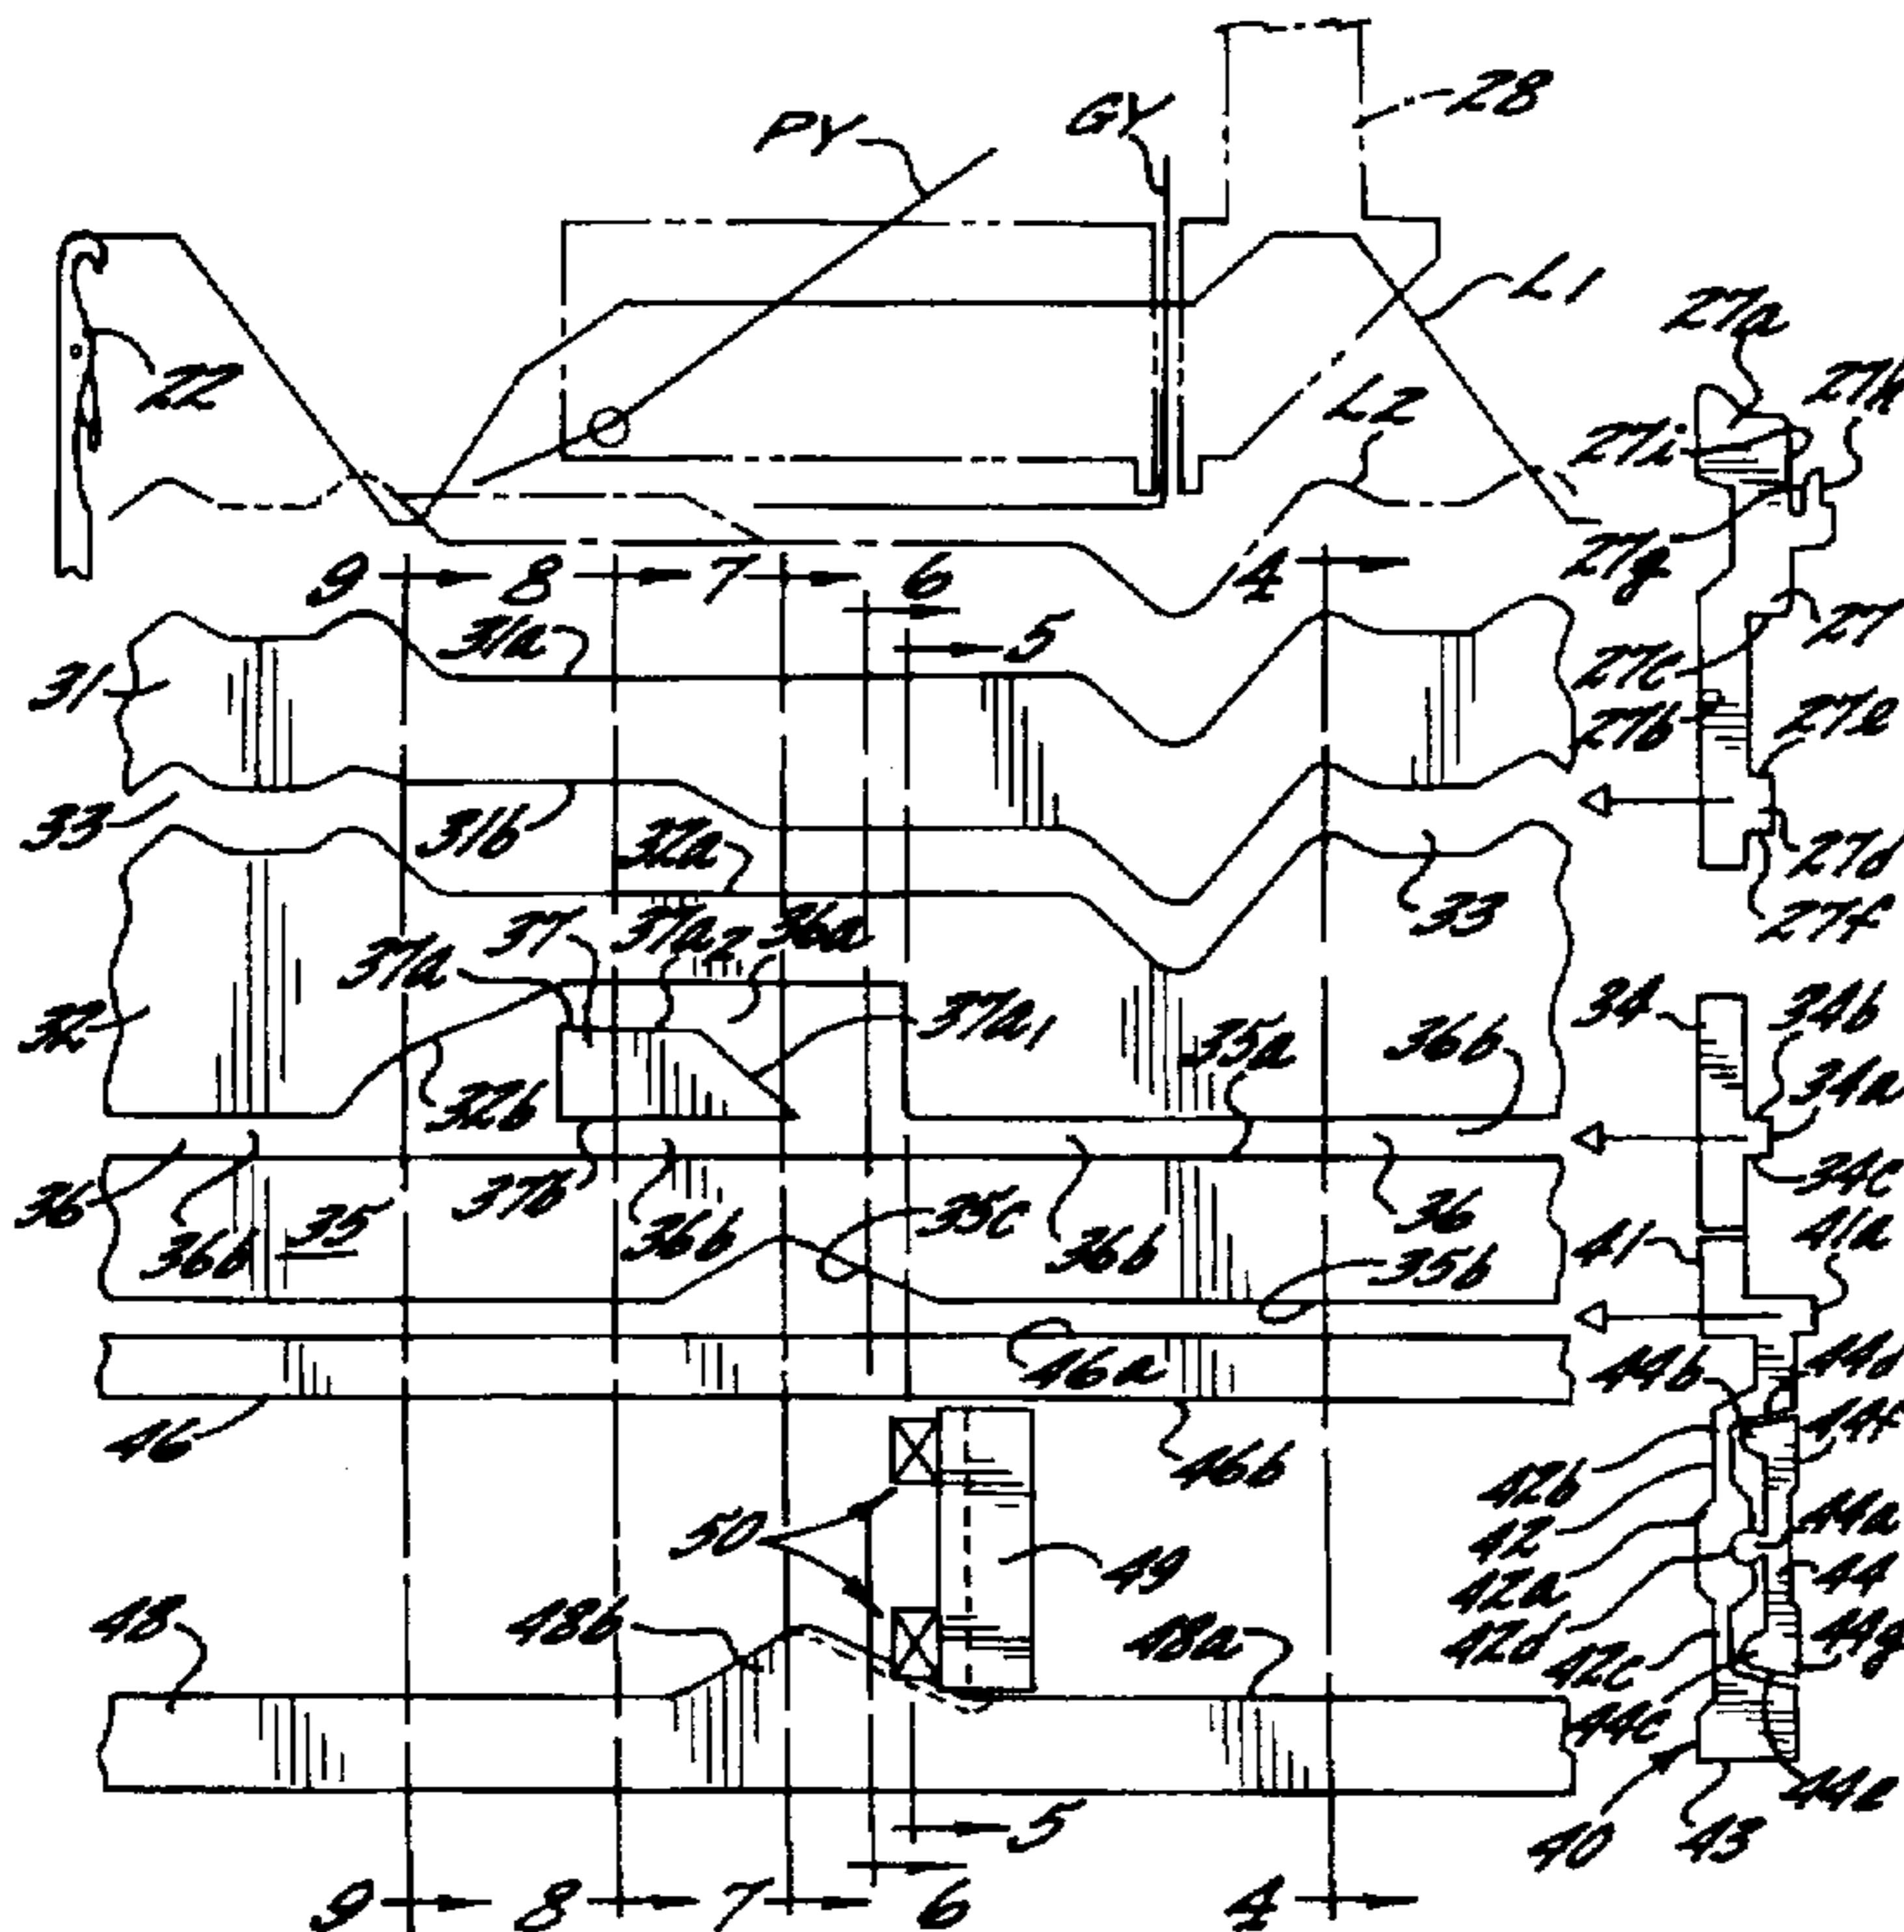 28
PY
GY
L1
27a
27h
22
L2
27i
27g
9 8 7 6 4
5
31a
31
27
27c
27b
27e
33
31b
32a
33
27d
27f
37
37a2
36a
37a
34
34b
32
37a1
35a
36b
34a
32b
34c
36
37b
36b
35c
36
41a
36b
35
36b
35b
41
46a
44b
44d
46
46b
44f
42b
42
50
49
44a
42a
44
48
48b
48a
42d
42c
44g
44c
5
40
43
44e
9 8 7 6 4